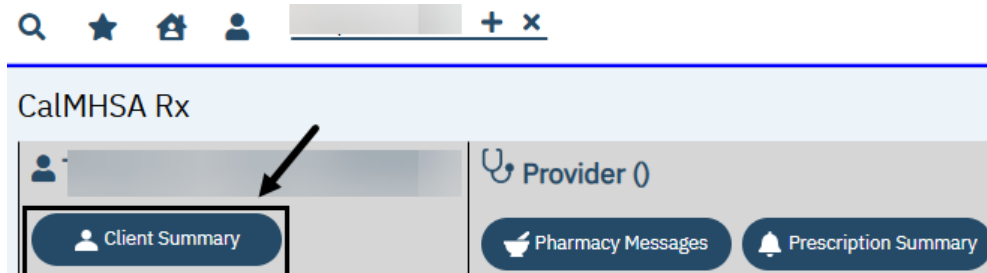 CalMHSA Rx
Provider ()
Client Summary
Pharmacy Messages
Prescription Summary